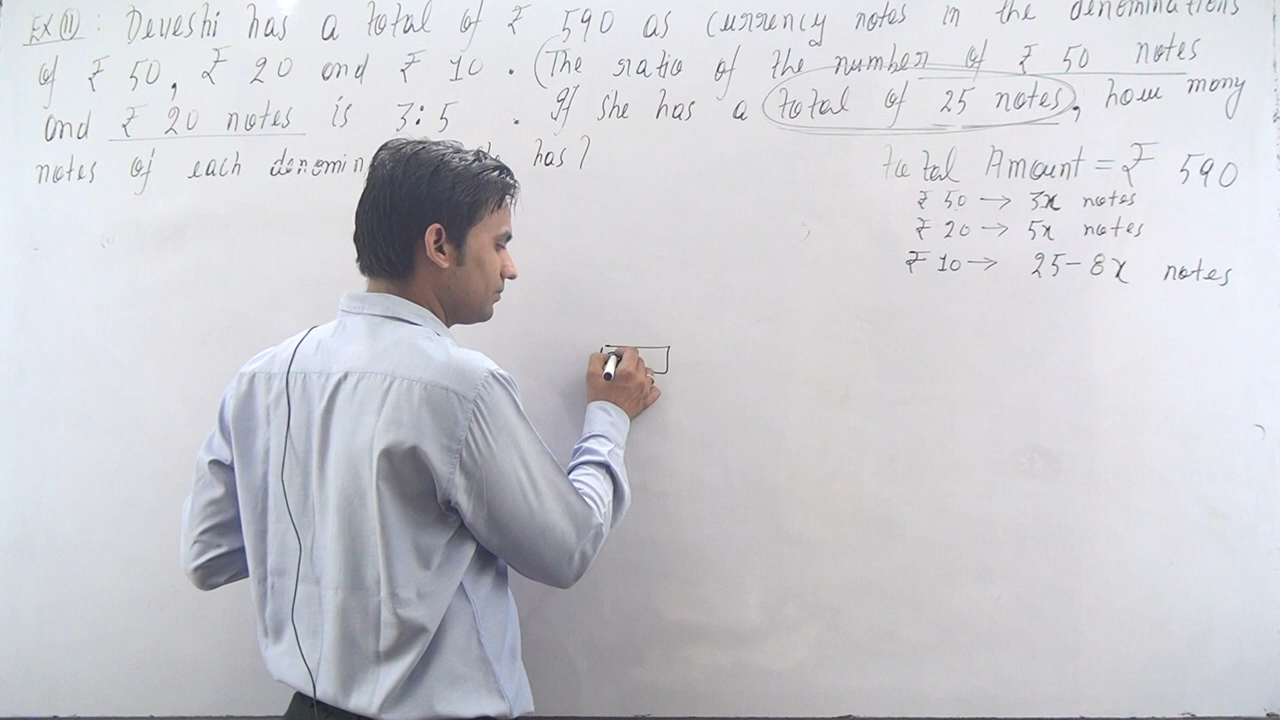 Ex 11 : Deveshi has a total of ₹ 590 as currency notes in the denominations
of ₹ 50, ₹ 20 and ₹ 10 . (The ratio of the number of ₹ 50 notes
and ₹ 20 notes is 3:5 . If she has a total of 25 notes, how many
notes of each denomin has?
Total Amount = ₹ 590
₹ 50 → 3x notes
₹ 20 → 5x notes
₹ 10 → 25-8x notes